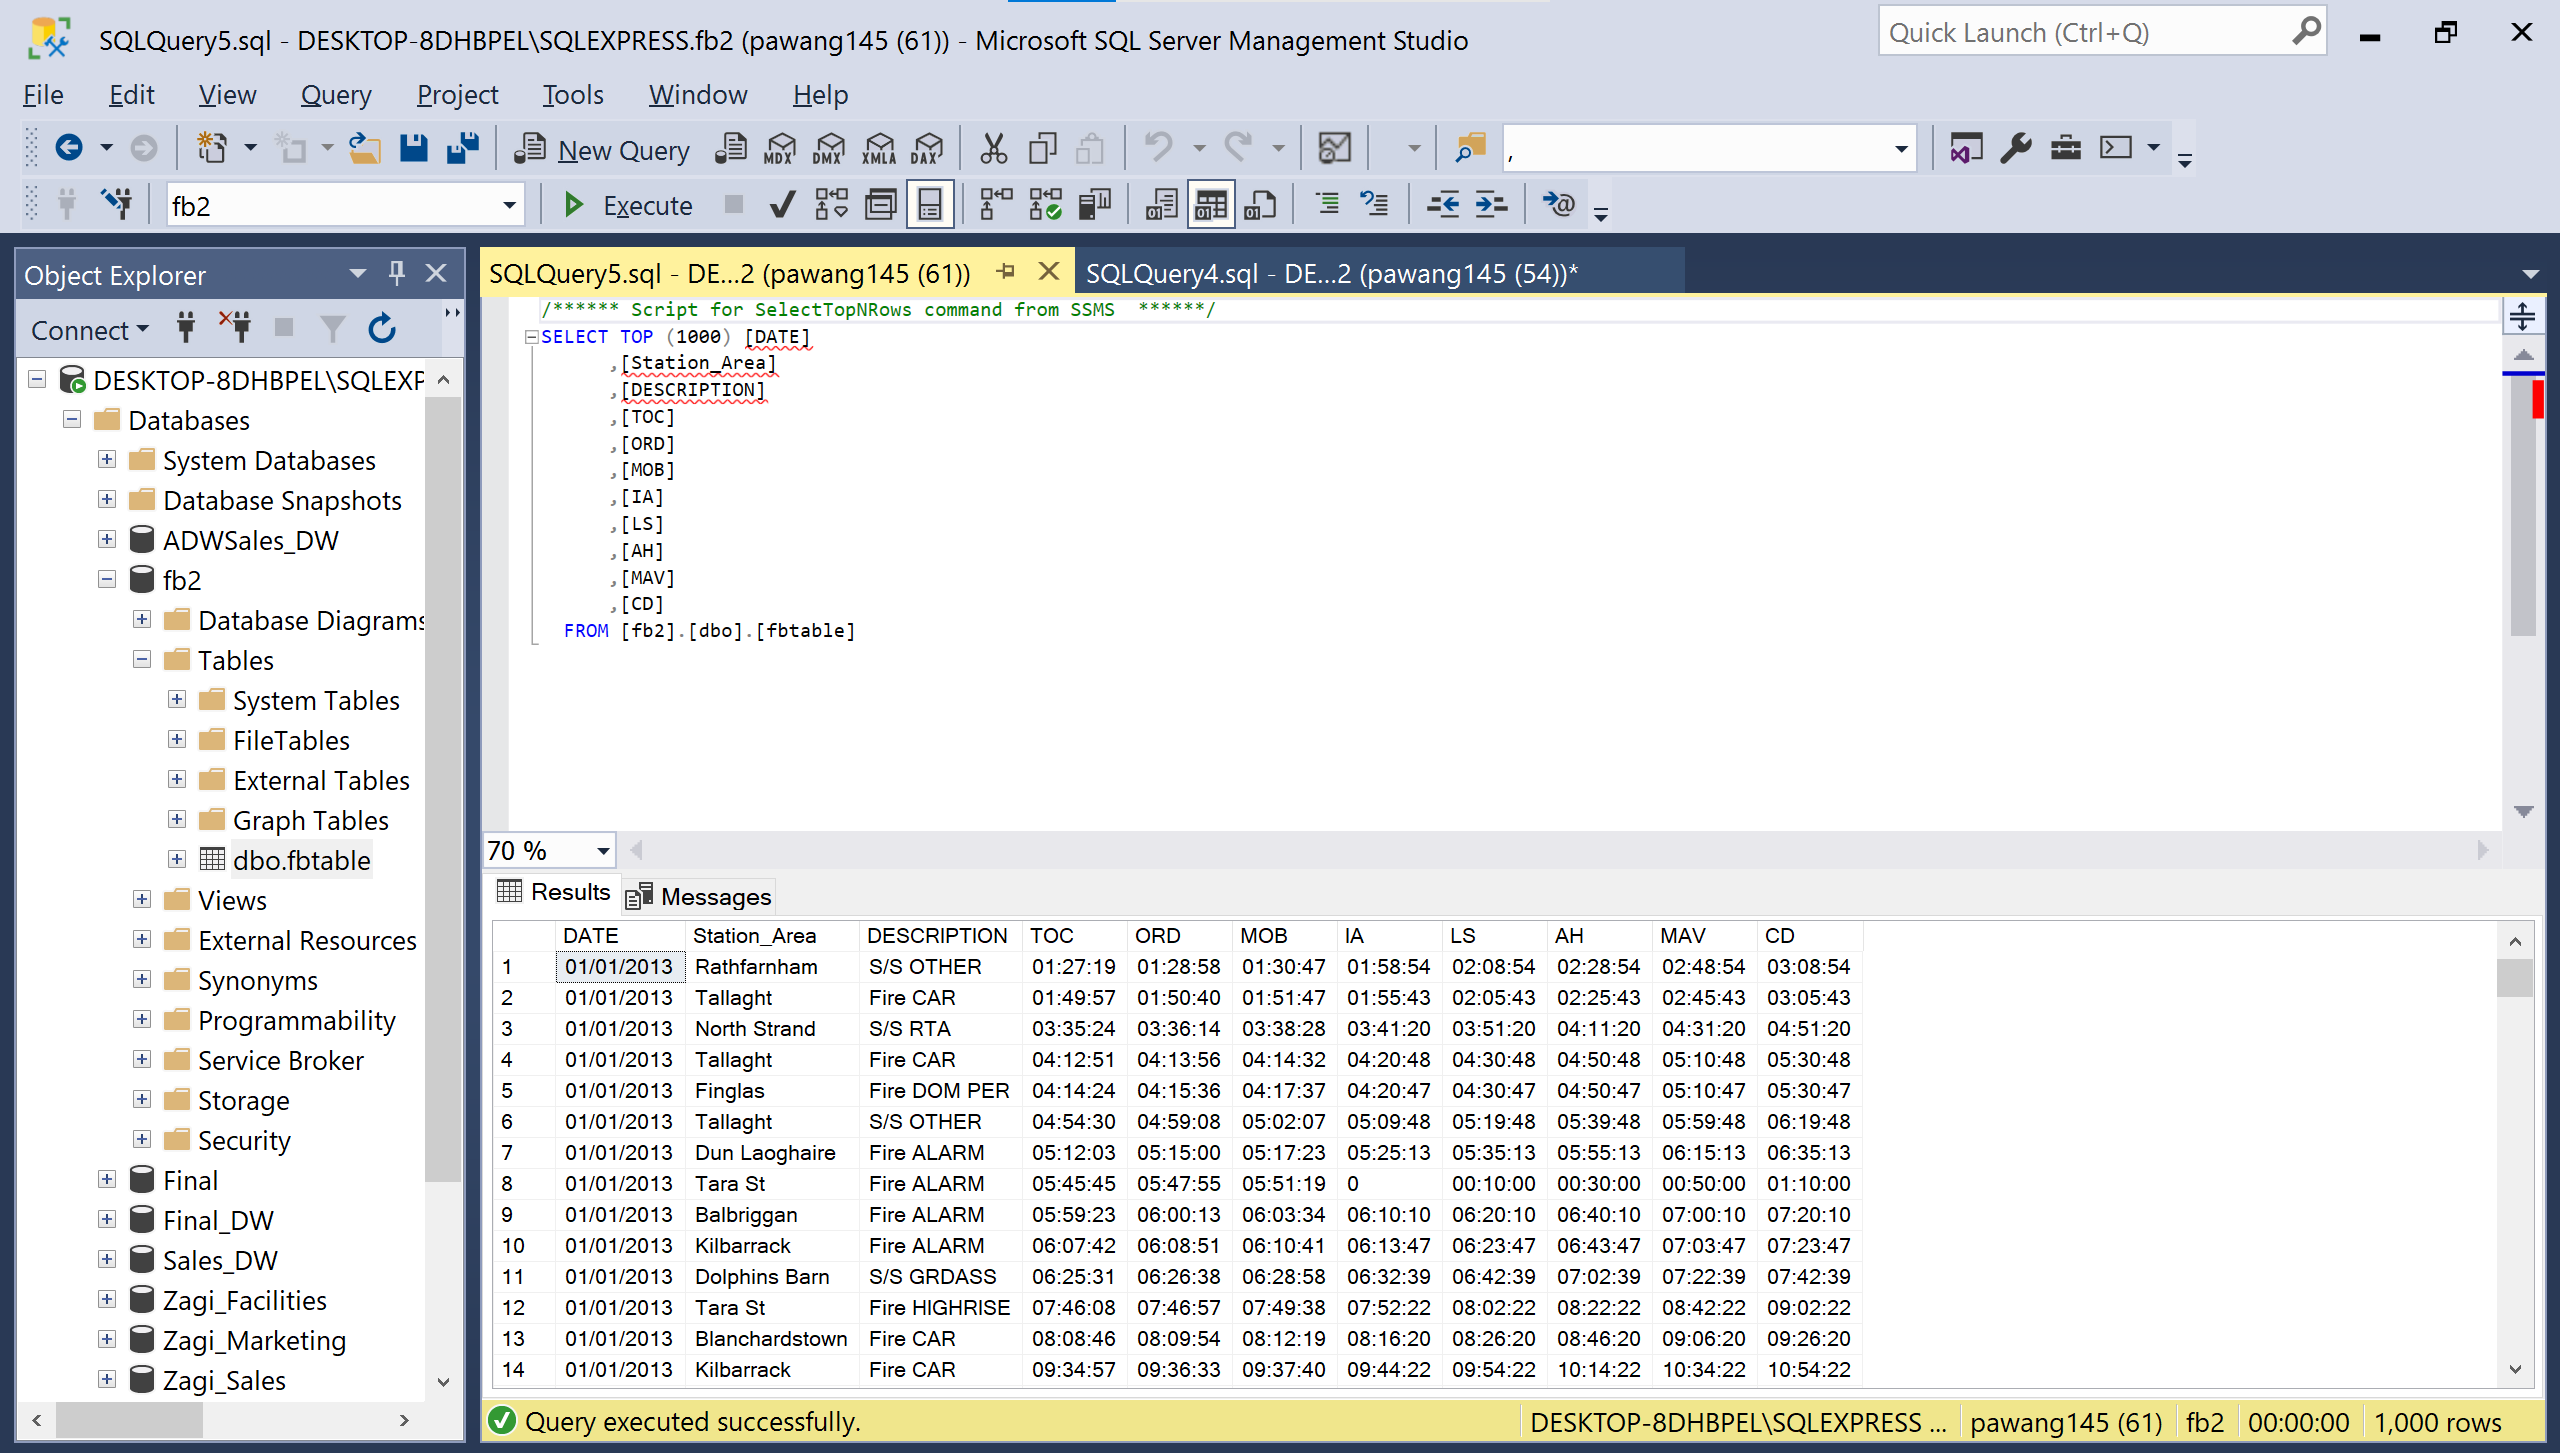 SQLQuery5.sql - DESKTOP-8DHBPEL\SQLEXPRESS.fb2 (pawang145 (61)) - Microsoft SQL Server Management Studio
Quick Launch (Ctrl+Q)
File Edit View Query Project Tools Window Help
New Query MDX DMX XMLA DAX ,
fb2 Execute
Object Explorer
Connect
DESKTOP-8DHBPEL\SQLEXP
Databases
System Databases
Database Snapshots
ADWSales_DW
fb2
Database Diagrams
Tables
System Tables
FileTables
External Tables
Graph Tables
dbo.fbtable
Views
External Resources
Synonyms
Programmability
Service Broker
Storage
Security
Final
Final_DW
Sales_DW
Zagi_Facilities
Zagi_Marketing
Zagi_Sales
SQLQuery5.sql - DE...2 (pawang145 (61)) SQLQuery4.sql - DE...2 (pawang145 (54))*
/****** Script for SelectTopNRows command from SSMS ******/
SELECT TOP (1000) [DATE]
,[Station_Area]
,[DESCRIPTION]
,[TOC]
,[ORD]
,[MOB]
,[IA]
,[LS]
,[AH]
,[MAV]
,[CD]
FROM [fb2].[dbo].[fbtable]
70 %
Results Messages
DATE Station_Area DESCRIPTION TOC ORD MOB IA LS AH MAV CD
1 01/01/2013 Rathfarnham S/S OTHER 01:27:19 01:28:58 01:30:47 01:58:54 02:08:54 02:28:54 02:48:54 03:08:54
2 01/01/2013 Tallaght Fire CAR 01:49:57 01:50:40 01:51:47 01:55:43 02:05:43 02:25:43 02:45:43 03:05:43
3 01/01/2013 North Strand S/S RTA 03:35:24 03:36:14 03:38:28 03:41:20 03:51:20 04:11:20 04:31:20 04:51:20
4 01/01/2013 Tallaght Fire CAR 04:12:51 04:13:56 04:14:32 04:20:48 04:30:48 04:50:48 05:10:48 05:30:48
5 01/01/2013 Finglas Fire DOM PER 04:14:24 04:15:36 04:17:37 04:20:47 04:30:47 04:50:47 05:10:47 05:30:47
6 01/01/2013 Tallaght S/S OTHER 04:54:30 04:59:08 05:02:07 05:09:48 05:19:48 05:39:48 05:59:48 06:19:48
7 01/01/2013 Dun Laoghaire Fire ALARM 05:12:03 05:15:00 05:17:23 05:25:13 05:35:13 05:55:13 06:15:13 06:35:13
8 01/01/2013 Tara St Fire ALARM 05:45:45 05:47:55 05:51:19 0 00:10:00 00:30:00 00:50:00 01:10:00
9 01/01/2013 Balbriggan Fire ALARM 05:59:23 06:00:13 06:03:34 06:10:10 06:20:10 06:40:10 07:00:10 07:20:10
10 01/01/2013 Kilbarrack Fire ALARM 06:07:42 06:08:51 06:10:41 06:13:47 06:23:47 06:43:47 07:03:47 07:23:47
11 01/01/2013 Dolphins Barn S/S GRDASS 06:25:31 06:26:38 06:28:58 06:32:39 06:42:39 07:02:39 07:22:39 07:42:39
12 01/01/2013 Tara St Fire HIGHRISE 07:46:08 07:46:57 07:49:38 07:52:22 08:02:22 08:22:22 08:42:22 09:02:22
13 01/01/2013 Blanchardstown Fire CAR 08:08:46 08:09:54 08:12:19 08:16:20 08:26:20 08:46:20 09:06:20 09:26:20
14 01/01/2013 Kilbarrack Fire CAR 09:34:57 09:36:33 09:37:40 09:44:22 09:54:22 10:14:22 10:34:22 10:54:22
Query executed successfully. DESKTOP-8DHBPEL\SQLEXPRESS ... pawang145 (61) fb2 00:00:00 1,000 rows